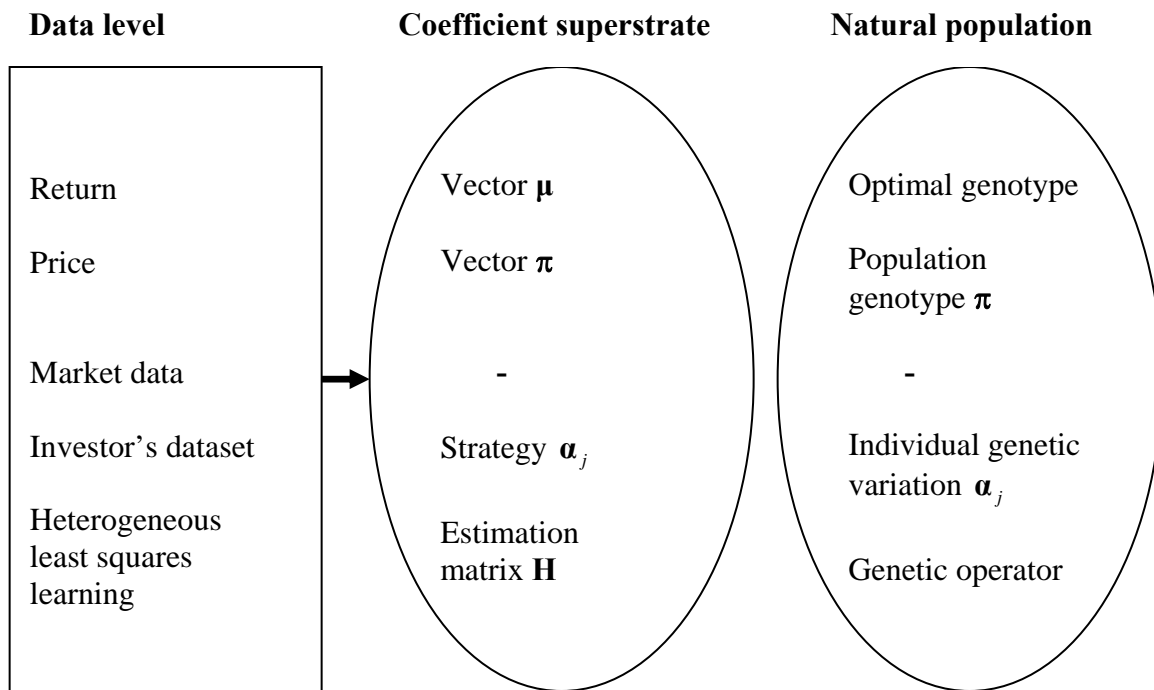 Data level
Coefficient superstrate
Natural population
Return
Vector μ
Optimal genotype
Price
Vector π
Population
genotype π
Market data
-
-
Investor's dataset
Strategy α_j
Individual genetic
variation α_j
Heterogeneous
least squares
learning
Estimation
matrix H
Genetic operator